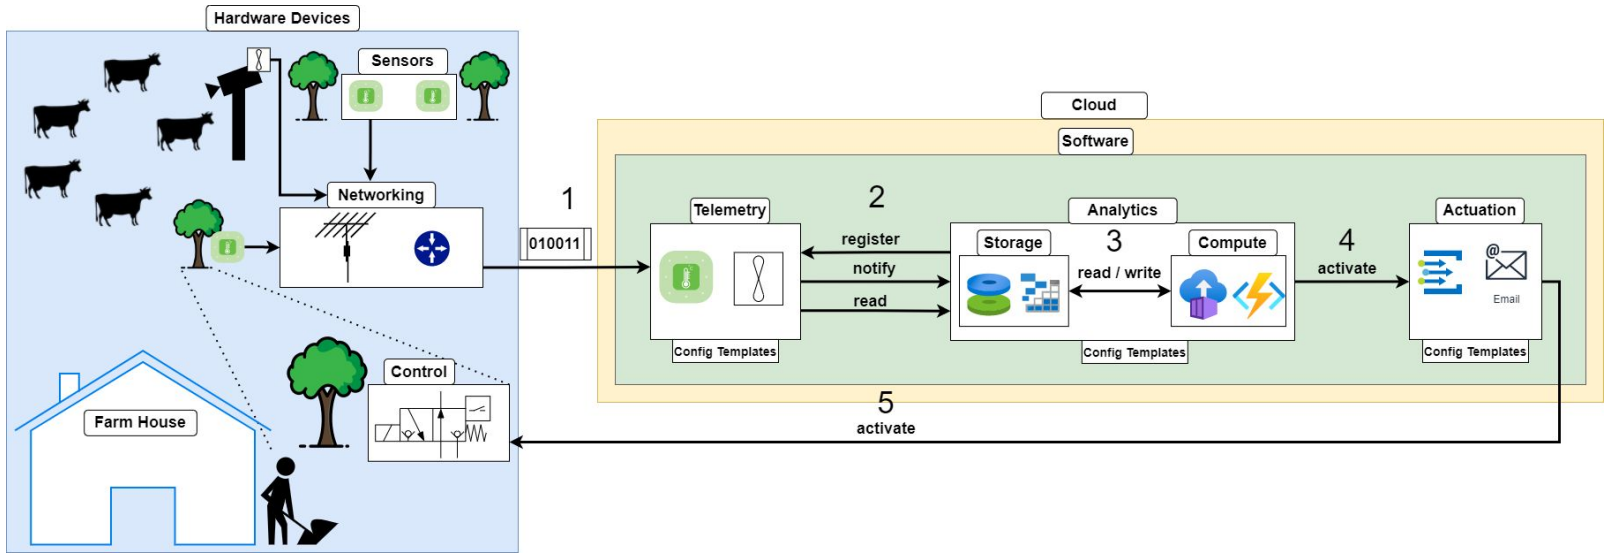 Hardware Devices
Sensors
Networking
Control
Farm House
1
010011
Cloud
Software
Telemetry
Config Templates
2
register
notify
read
Analytics
Storage
3
read / write
Compute
Config Templates
4
activate
Actuation
@
Email
Config Templates
5
activate